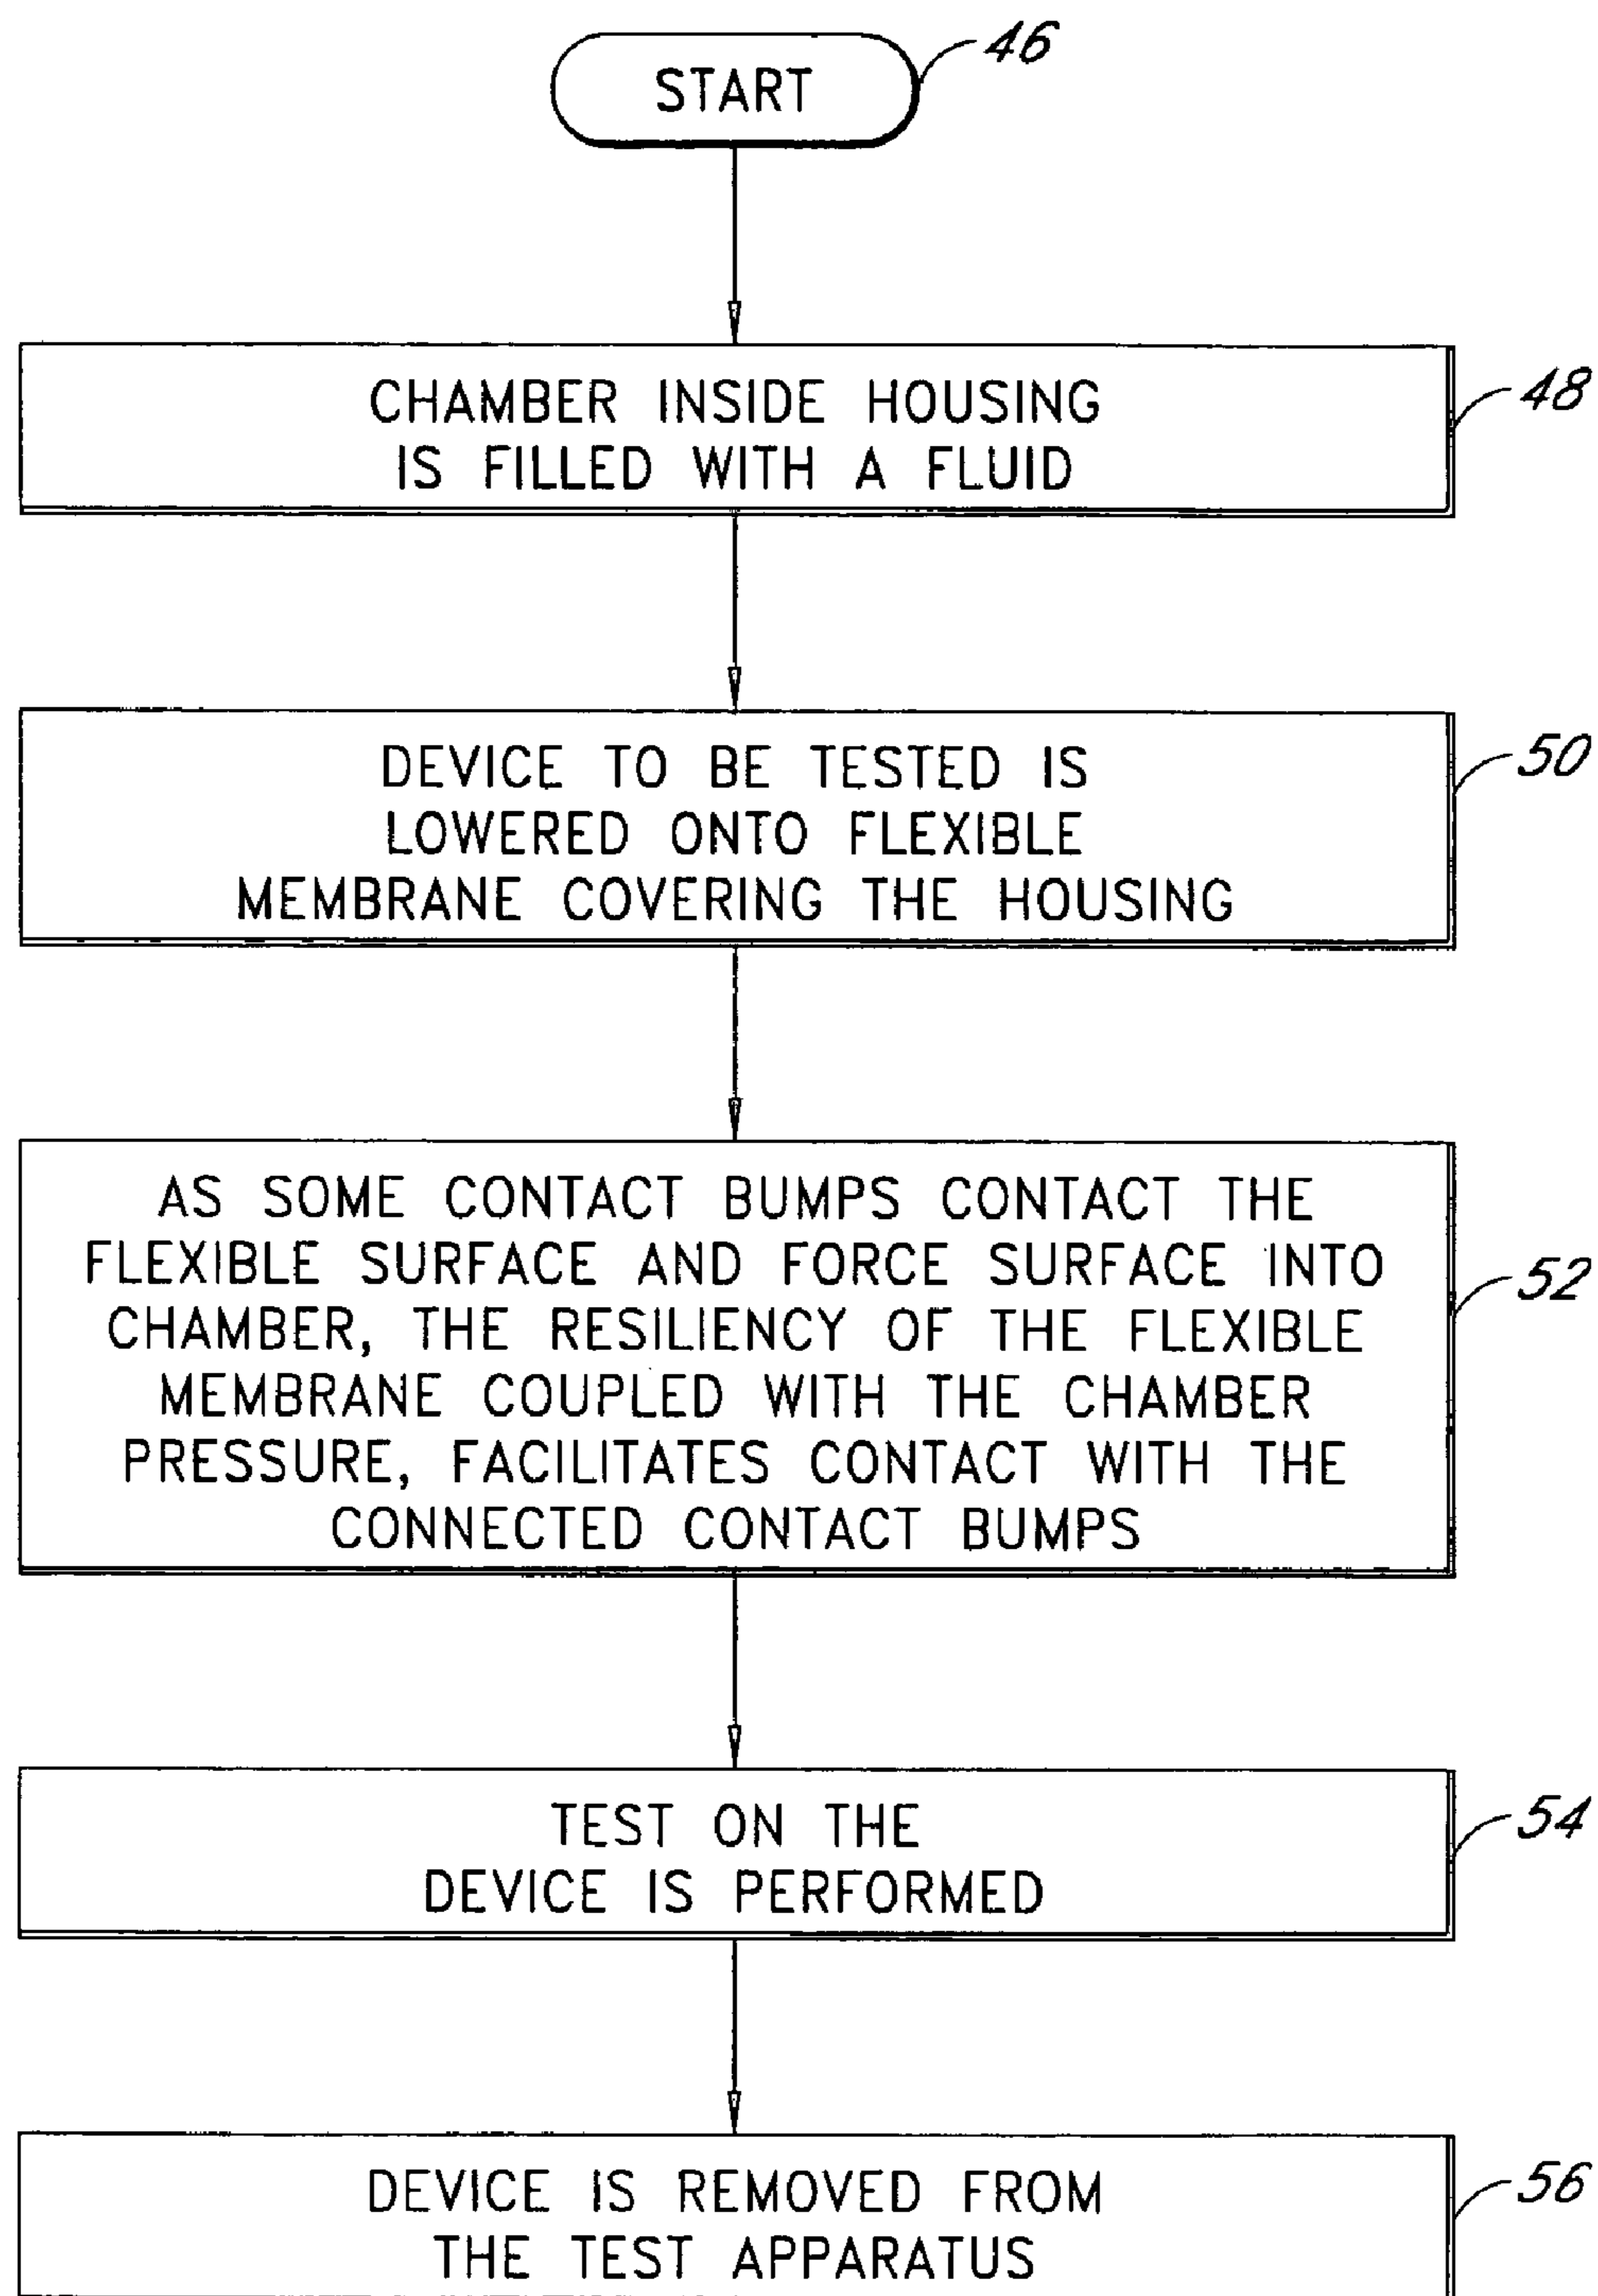 START
46
CHAMBER INSIDE HOUSING
IS FILLED WITH A FLUID
48
DEVICE TO BE TESTED IS
LOWERED ONTO FLEXIBLE
MEMBRANE COVERING THE HOUSING
50
AS SOME CONTACT BUMPS CONTACT THE
FLEXIBLE SURFACE AND FORCE SURFACE INTO
CHAMBER, THE RESILIENCY OF THE FLEXIBLE
MEMBRANE COUPLED WITH THE CHAMBER
PRESSURE, FACILITATES CONTACT WITH THE
CONNECTED CONTACT BUMPS
52
TEST ON THE
DEVICE IS PERFORMED
54
DEVICE IS REMOVED FROM
THE TEST APPARATUS
56